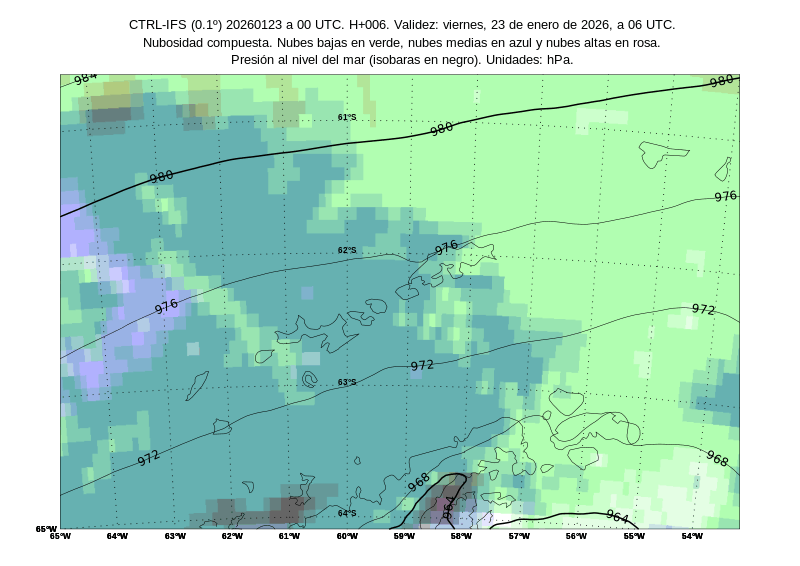 CTRL-IFS (0.1º) 20260123 a 00 UTC. H+006. Validez: viernes, 23 de enero de 2026, a 06 UTC.
Nubosidad compuesta. Nubes bajas en verde, nubes medias en azul y nubes altas en rosa.
Presión al nivel del mar (isobaras en negro). Unidades: hPa.
984
980
61°S
980
980
976
62°S
976
976
972
972
63°S
972
968
968
964
64°S
964
65°W
65°W 64°W 63°W 62°W 61°W 60°W 59°W 58°W 57°W 56°W 55°W 54°W